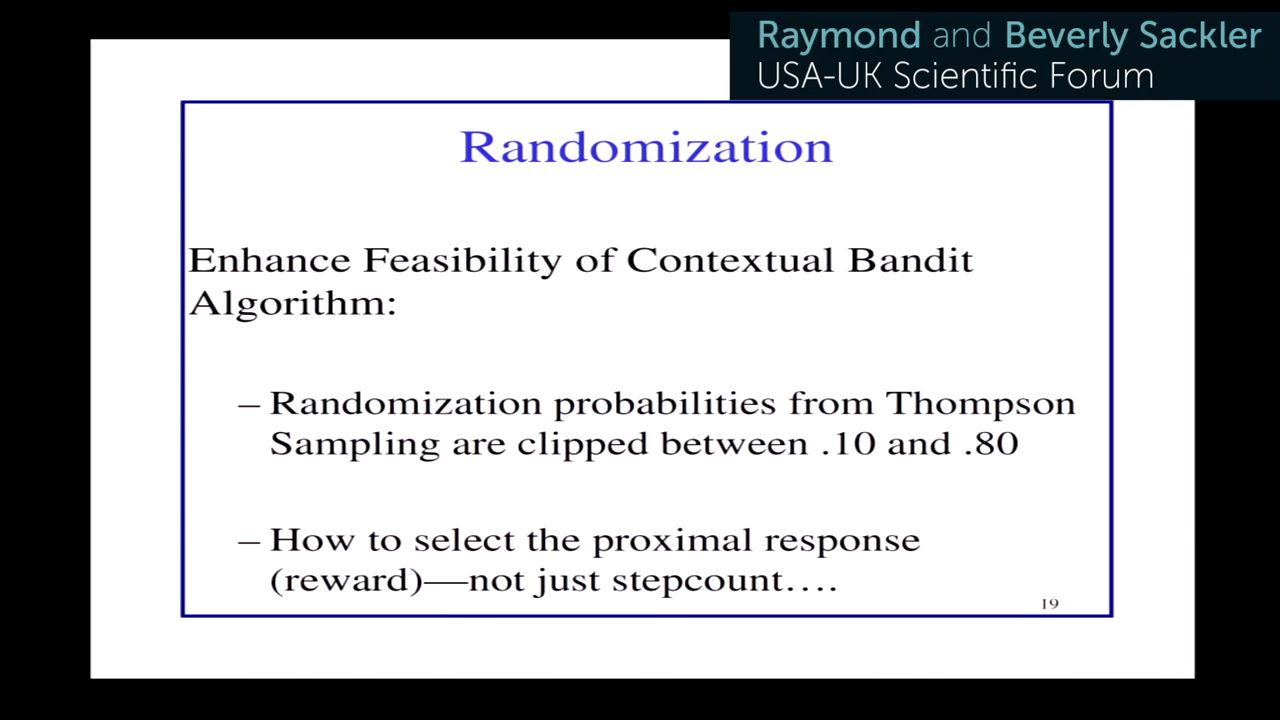 Raymond and Beverly Sackler
USA-UK Scientific Forum
Randomization
Enhance Feasibility of Contextual Bandit
Algorithm:
– Randomization probabilities from Thompson
Sampling are clipped between .10 and .80
– How to select the proximal response
(reward)—not just stepcount….
19